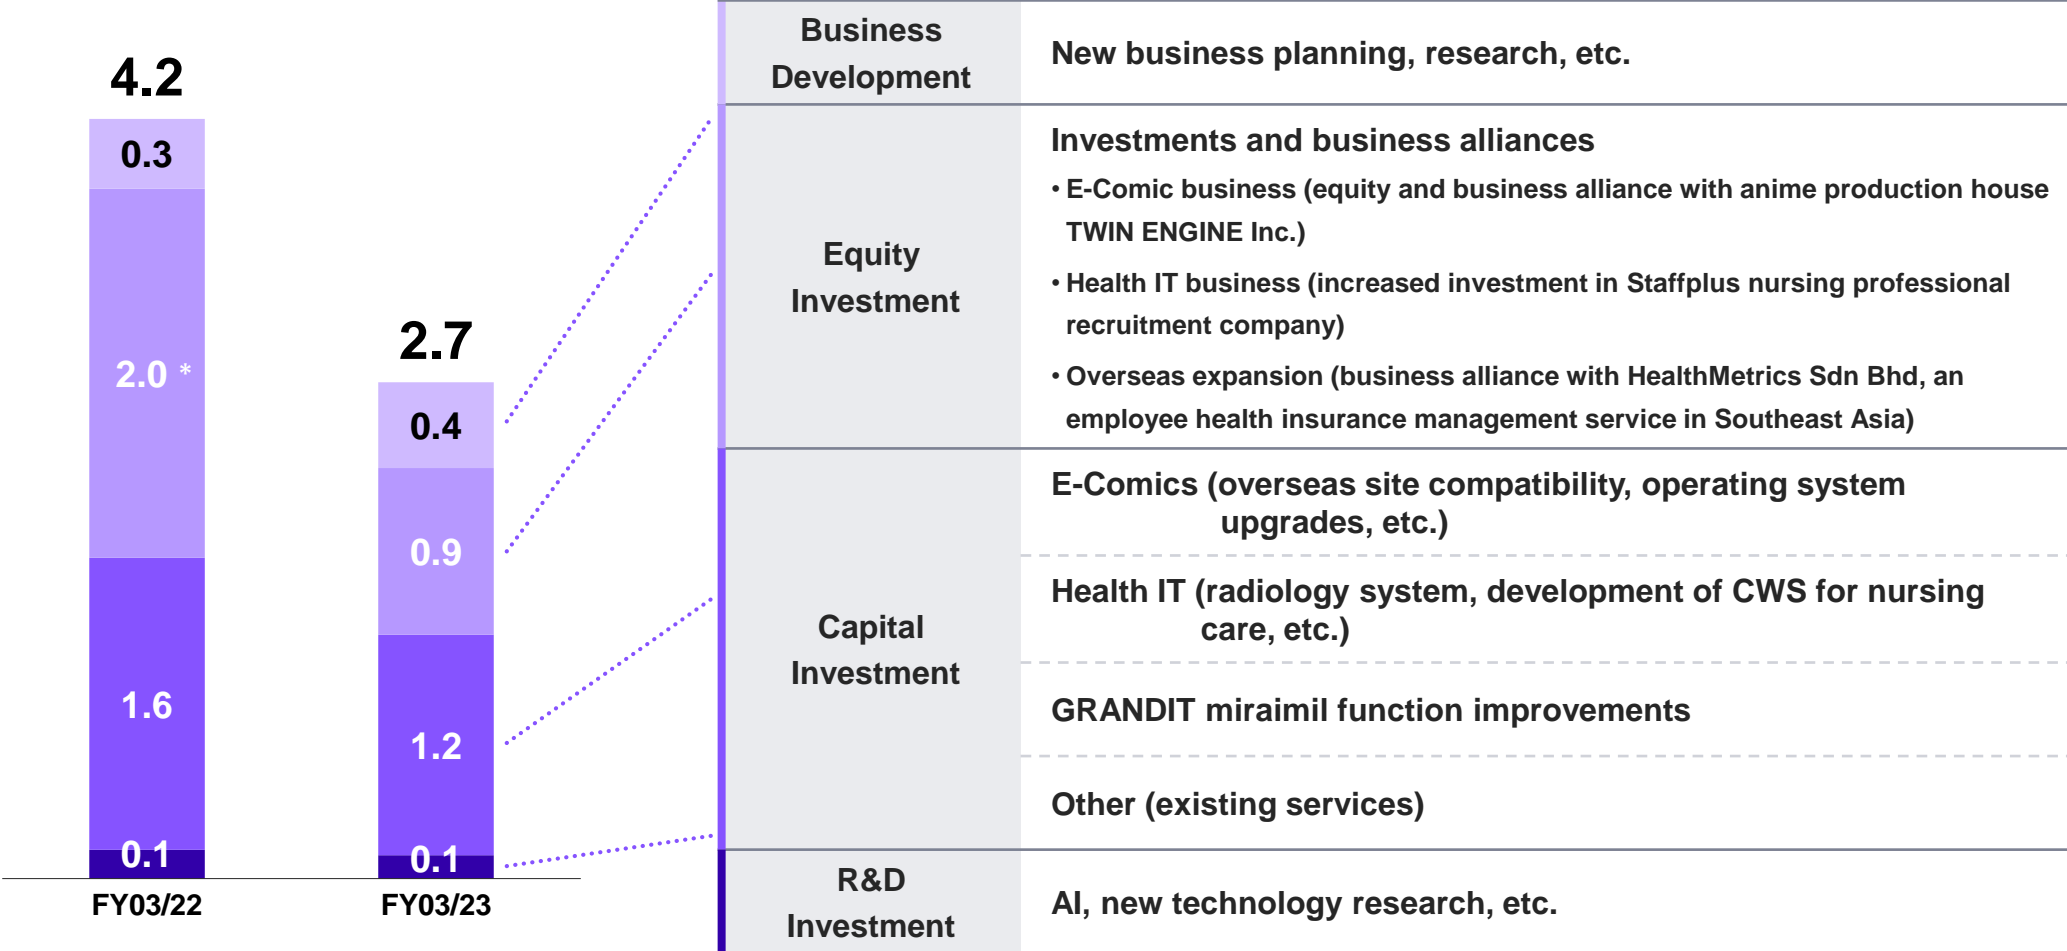 4.2
0.3
2.0 *
1.6
0.1
FY03/22
2.7
0.4
0.9
1.2
0.1
FY03/23
Business
Development
New business planning, research, etc.
Equity
Investment
Investments and business alliances
• E-Comic business (equity and business alliance with anime production house
TWIN ENGINE Inc.)
• Health IT business (increased investment in Staffplus nursing professional
recruitment company)
• Overseas expansion (business alliance with HealthMetrics Sdn Bhd, an
employee health insurance management service in Southeast Asia)
Capital
Investment
E-Comics (overseas site compatibility, operating system
upgrades, etc.)
Health IT (radiology system, development of CWS for nursing
care, etc.)
GRANDIT miraimil function improvements
Other (existing services)
R&D
Investment
AI, new technology research, etc.